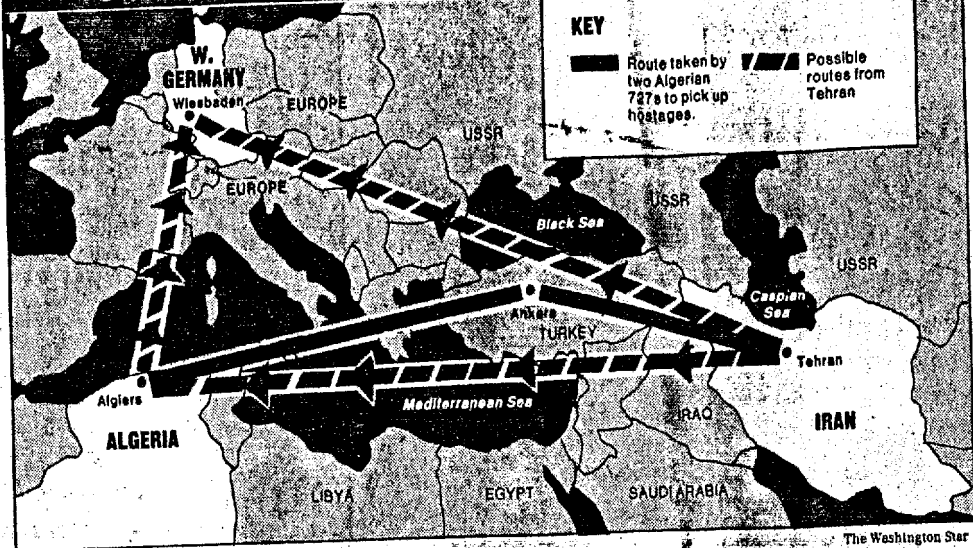 KEY
Route taken by
two Algerian
727s to pick up
hostages.
Possible
routes from
Tehran
W.
GERMANY
Wiesbaden
EUROPE
USSR
EUROPE
USSR
Black Sea
USSR
Caspian
Sea
Ankara
TURKEY
Tehran
Algiers
Mediterranean Sea
IRAQ
IRAN
ALGERIA
LIBYA
EGYPT
SAUDI ARABIA
The Washington Star